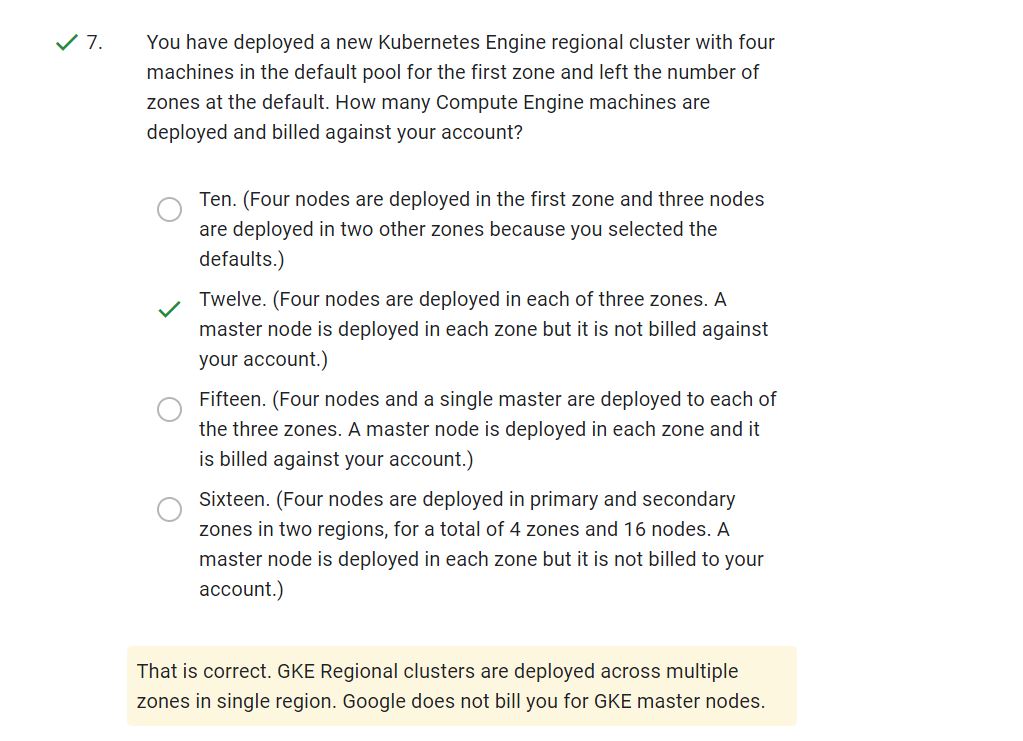 7. You have deployed a new Kubernetes Engine regional cluster with four
machines in the default pool for the first zone and left the number of
zones at the default. How many Compute Engine machines are
deployed and billed against your account?
Ten. (Four nodes are deployed in the first zone and three nodes
are deployed in two other zones because you selected the
defaults.)
Twelve. (Four nodes are deployed in each of three zones. A
master node is deployed in each zone but it is not billed against
your account.)
Fifteen. (Four nodes and a single master are deployed to each of
the three zones. A master node is deployed in each zone and it
is billed against your account.)
Sixteen. (Four nodes are deployed in primary and secondary
zones in two regions, for a total of 4 zones and 16 nodes. A
master node is deployed in each zone but it is not billed to your
account.)
That is correct. GKE Regional clusters are deployed across multiple
zones in single region. Google does not bill you for GKE master nodes.